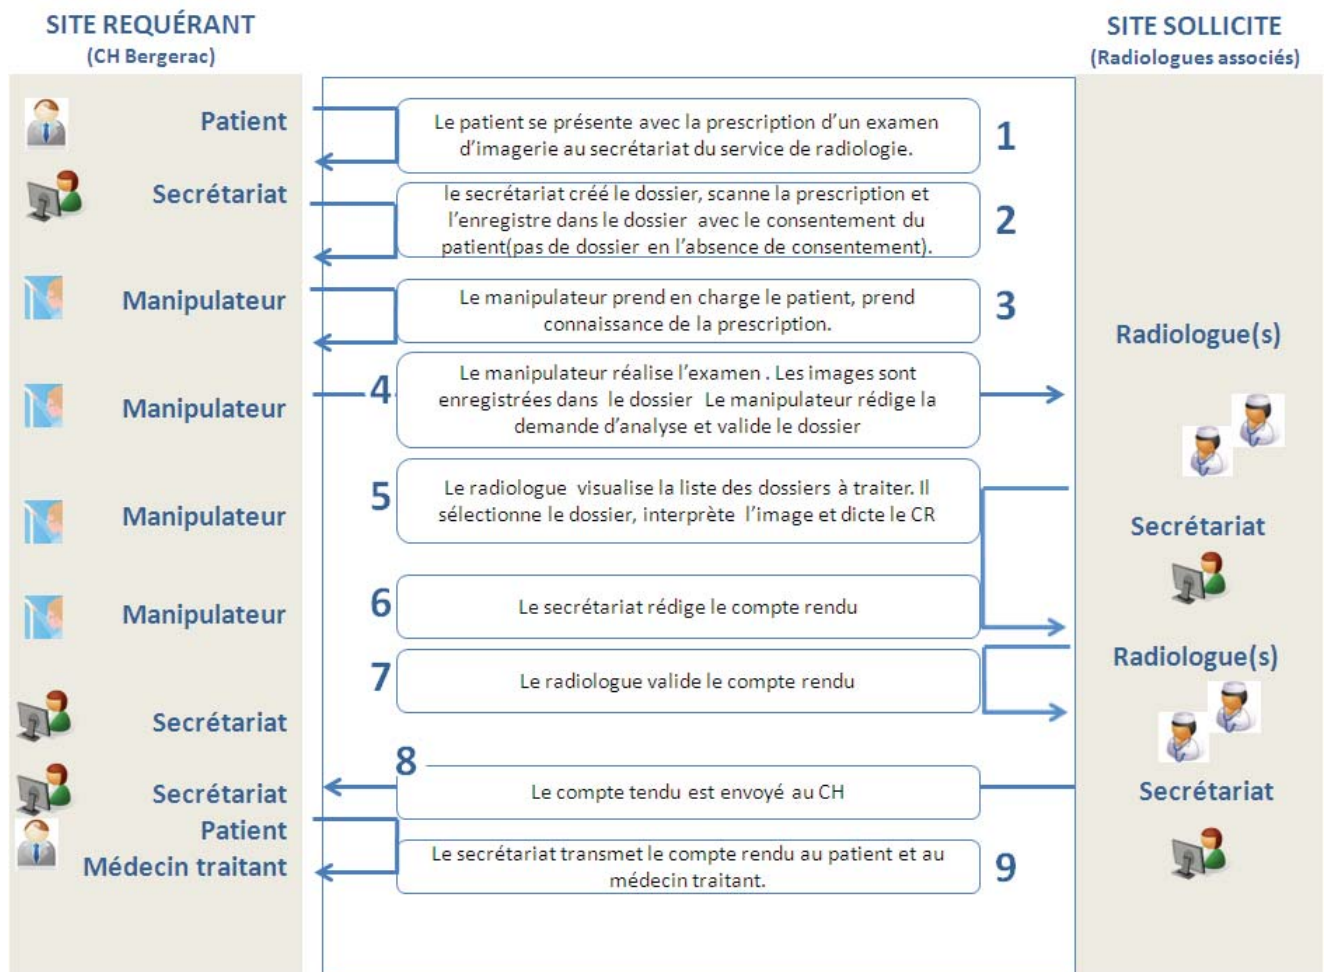 SITE REQUÉRANT
(CH Bergerac)
SITE SOLLICITE
(Radiologues associés)
Patient
Le patient se présente avec la prescription d’un examen
d’imagerie au secrétariat du service de radiologie.
1
Secrétariat
le secrétariat créé le dossier, scanne la prescription et
l’enregistre dans le dossier avec le consentement du
patient(pas de dossier en l’absence de consentement).
2
Manipulateur
Le manipulateur prend en charge le patient, prend
connaissance de la prescription.
3
Radiologue(s)
Manipulateur
4
Le manipulateur réalise l’examen . Les images sont
enregistrées dans le dossier Le manipulateur rédige la
demande d’analyse et valide le dossier
Manipulateur
5
Le radiologue visualise la liste des dossiers à traiter. Il
sélectionne le dossier, interprète l’image et dicte le CR
Secrétariat
Manipulateur
6
Le secrétariat rédige le compte rendu
Radiologue(s)
7
Le radiologue valide le compte rendu
Secrétariat
8
Secrétariat
Le compte tendu est envoyé au CH
Secrétariat
Patient
Médecin traitant
Le secrétariat transmet le compte rendu au patient et au
médecin traitant.
9